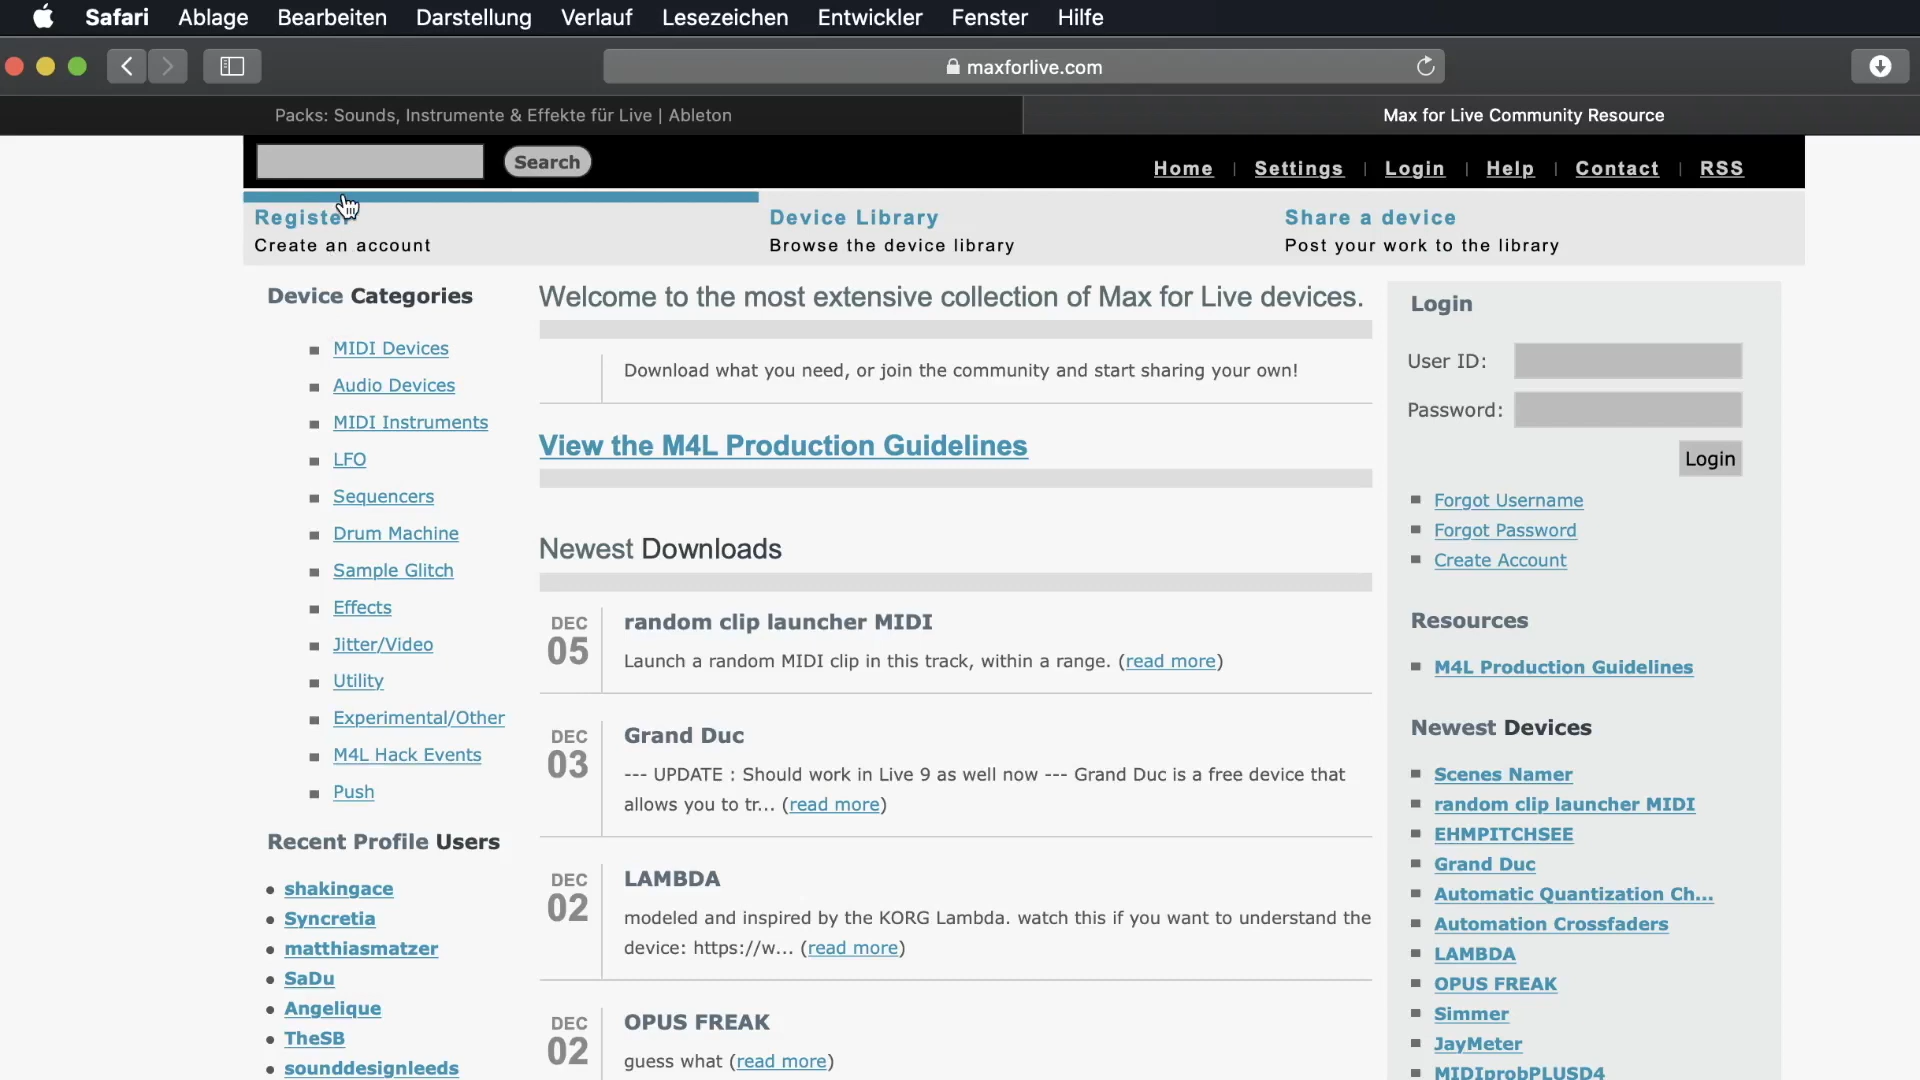 Safari Ablage Bearbeiten Darstellung Verlauf Lesezeichen Entwickler Fenster Hilfe
maxforlive.com
Packs: Sounds, Instrumente & Effekte für Live | Ableton
Max for Live Community Resource
Search
Home | Settings | Login | Help | Contact | RSS
Register
Create an account
Device Library
Browse the device library
Share a device
Post your work to the library
Device Categories
MIDI Devices
Audio Devices
MIDI Instruments
LFO
Sequencers
Drum Machine
Sample Glitch
Effects
Jitter/Video
Utility
Experimental/Other
M4L Hack Events
Push
Recent Profile Users
shakingace
Syncretia
matthiasmatzer
SaDu
Angelique
TheSB
sounddesignleeds
Welcome to the most extensive collection of Max for Live devices.
Download what you need, or join the community and start sharing your own!
View the M4L Production Guidelines
Newest Downloads
DEC
05
random clip launcher MIDI
Launch a random MIDI clip in this track, within a range. (read more)
DEC
03
Grand Duc
--- UPDATE : Should work in Live 9 as well now --- Grand Duc is a free device that
allows you to tr... (read more)
DEC
02
LAMBDA
modeled and inspired by the KORG Lambda. watch this if you want to understand the
device: https://w... (read more)
DEC
02
OPUS FREAK
guess what (read more)
Login
User ID:
Password:
Login
Forgot Username
Forgot Password
Create Account
Resources
M4L Production Guidelines
Newest Devices
Scenes Namer
random clip launcher MIDI
EHMPITCHSEE
Grand Duc
Automatic Quantization Ch...
Automation Crossfaders
LAMBDA
OPUS FREAK
Simmer
JayMeter
MIDIprobPLUSD4